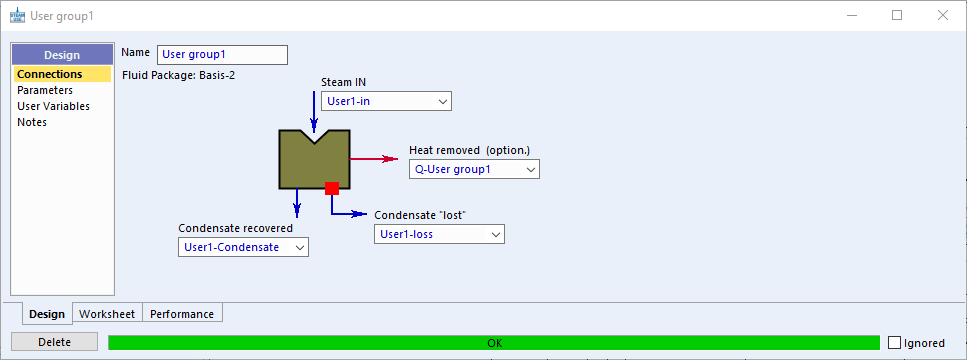 User group1
Design
Connections
Parameters
User Variables
Notes
Name User group1
Fluid Package: Basis-2
Steam IN
User1-in
Heat removed (option.)
Q-User group1
Condensate "lost"
User1-loss
Condensate recovered
User1-Condensate
Design Worksheet Performance
Delete OK Ignored